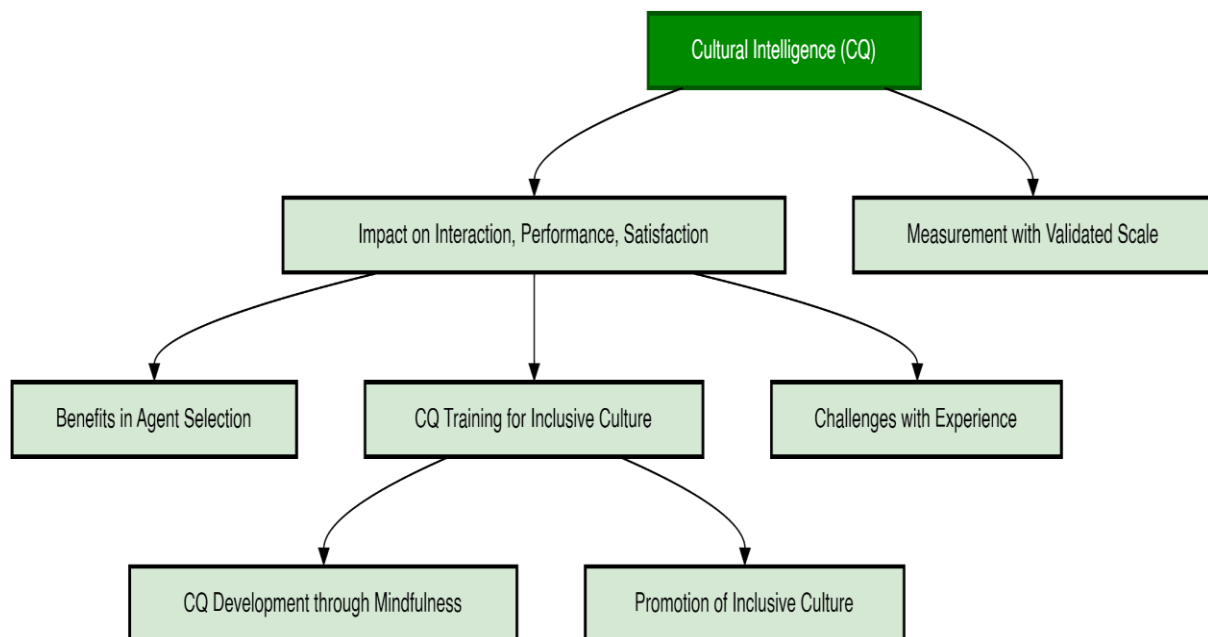 Cultural Intelligence (CQ)
Impact on Interaction, Performance, Satisfaction
Measurement with Validated Scale
Benefits in Agent Selection
CQ Training for Inclusive Culture
Challenges with Experience
CQ Development through Mindfulness
Promotion of Inclusive Culture